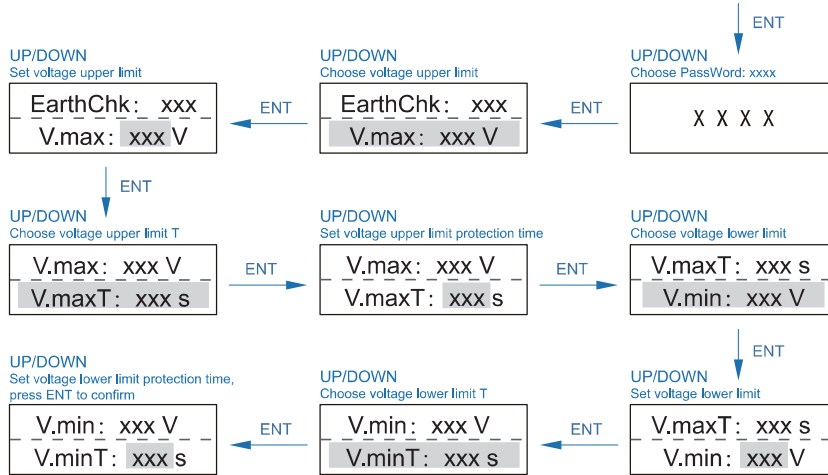 ENT
UP/DOWN
Set voltage upper limit
EarthChk: xxx
V.max: xxx V
ENT
UP/DOWN
Choose voltage upper limit
EarthChk: xxx
V.max: xxx V
ENT
UP/DOWN
Choose PassWord: xxxx
X X X X
ENT
UP/DOWN
Choose voltage upper limit T
V.max: xxx V
V.maxT: xxx s
ENT
UP/DOWN
Set voltage upper limit protection time
V.max: xxx V
V.maxT: xxx s
ENT
UP/DOWN
Choose voltage lower limit
V.maxT: xxx s
V.min: xxx V
ENT
UP/DOWN
Set voltage lower limit protection time,
press ENT to confirm
V.min: xxx V
V.minT: xxx s
ENT
UP/DOWN
Choose voltage lower limit T
V.min: xxx V
V.minT: xxx s
ENT
UP/DOWN
Set voltage lower limit
V.maxT: xxx s
V.min: xxx V